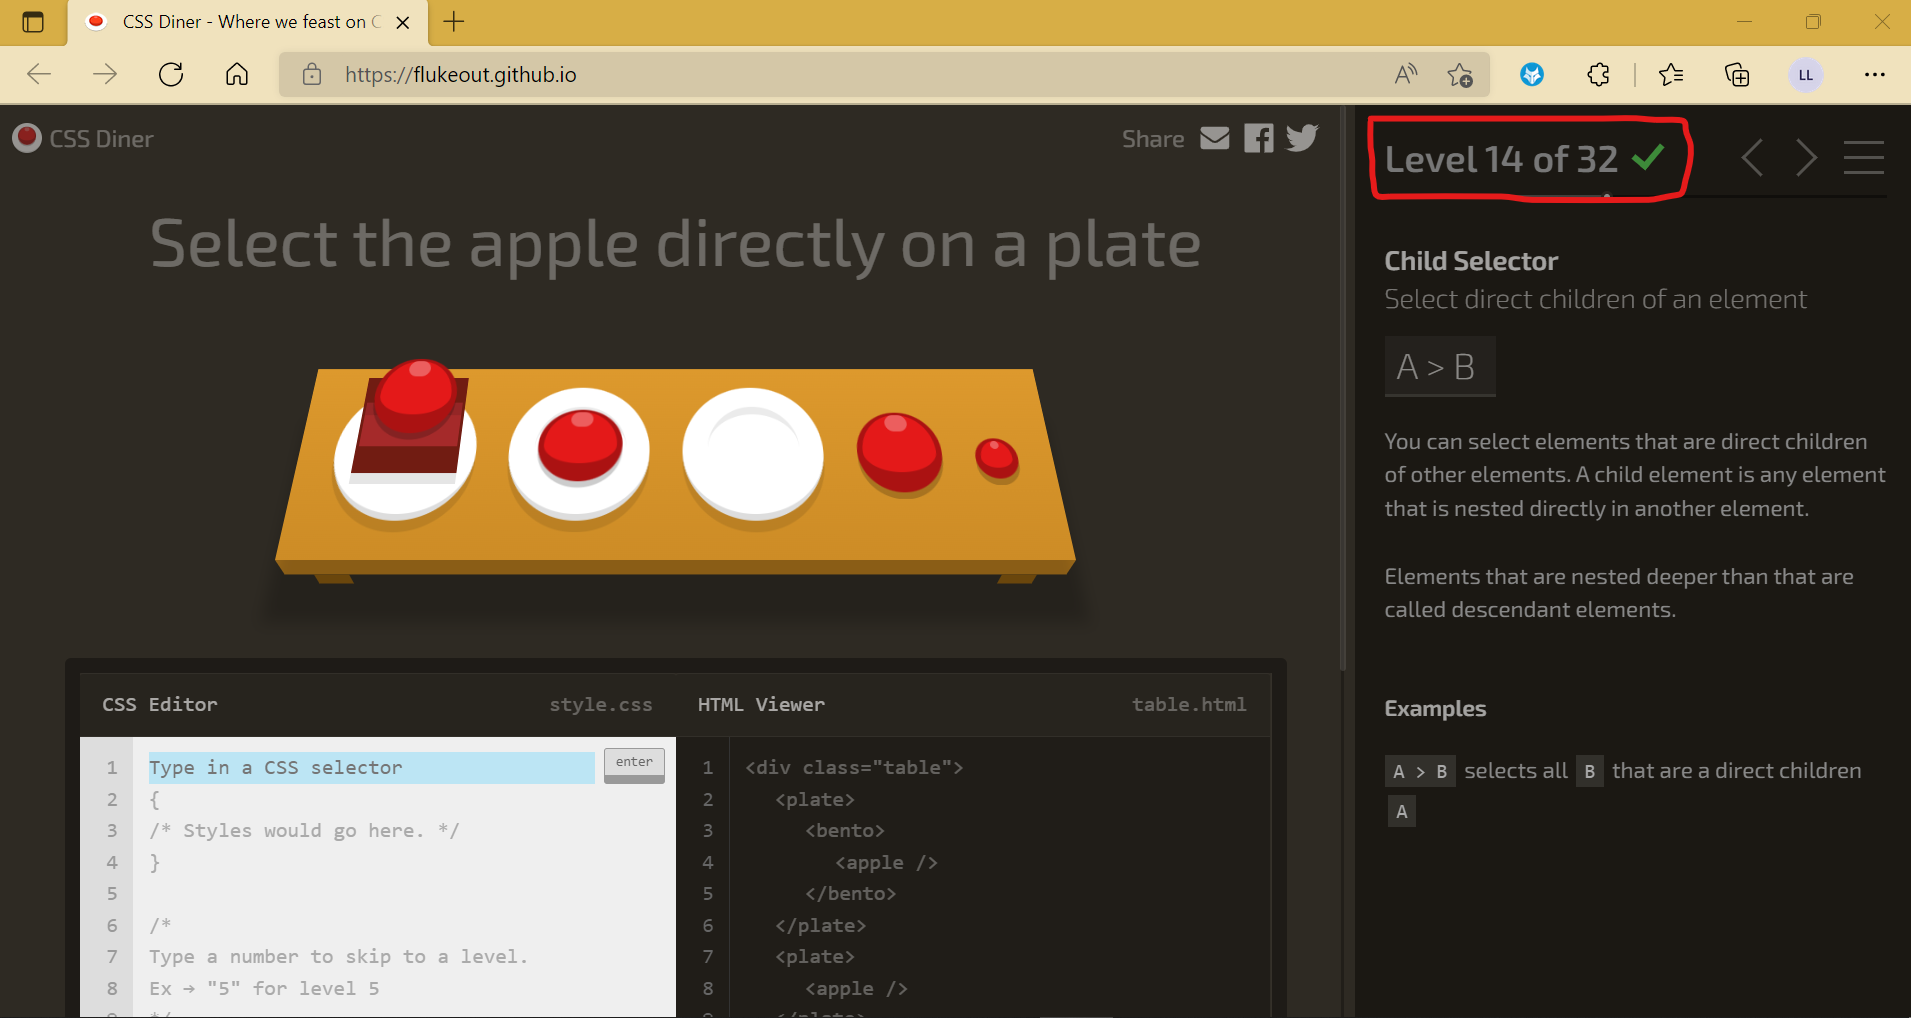 CSS Diner - Where we feast on C
https://flukeout.github.io
A
LL
CSS Diner
Share
Level 14 of 32
Select the apple directly on a plate
Child Selector
Select direct children of an element
A > B
You can select elements that are direct children
of other elements. A child element is any element
that is nested directly in another element.
Elements that are nested deeper than that are
called descendant elements.
Examples
A > B selects all B that are a direct children
A
CSS Editor
style.css
1 Type in a CSS selector
enter
2 {
3 /* Styles would go here. */
4 }
5
6 /*
7 Type a number to skip to a level.
8 Ex → "5" for level 5
9 */
HTML Viewer
table.html
1 <div class="table">
2 <plate>
3 <bento>
4 <apple />
5 </bento>
6 </plate>
7 <plate>
8 <apple />
9 </plate>